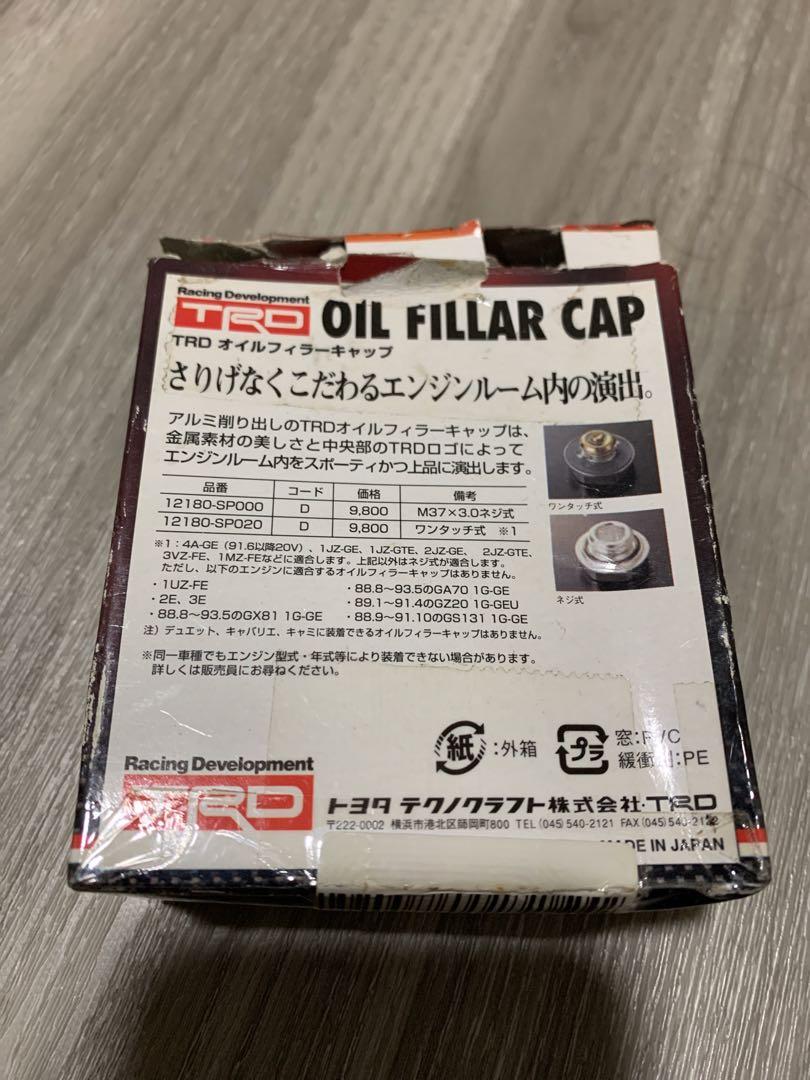 Racing Development
TRD OIL FILLAR CAP
TRD オイルフィラーキャップ
さりげなくこだわるエンジンルーム内の演出。
アルミ削り出しのTRDオイルフィラーキャップは、
金属素材の美しさと中央部のTRDロゴによって
エンジンルーム内をスポーティかつ上品に演出します。
品番 コード 価格 備考
12180-SP000 D 9,800 M37×3.0ネジ式
12180-SP020 D 9,800 ワンタッチ式 ※1
ワンタッチ式
ネジ式
※1：4A-GE（91.6以降20V）、1JZ-GE、1JZ-GTE、2JZ-GE、 2JZ-GTE、
3VZ-FE、1MZ-FEなどに適合します。上記以外はネジ式が適合します。
ただし、以下のエンジンに適合するオイルフィラーキャップはありません。
・1UZ-FE ・88.8～93.5のGA70 1G-GE
・2E、3E ・89.1～91.4のGZ20 1G-GEU
・88.8～93.5のGX81 1G-GE ・88.9～91.10のGS131 1G-GE
注）デュエット、キャバリエ、キャミに装着できるオイルフィラーキャップはありません。
※同一車種でもエンジン型式・年式等により装着できない場合があります。
詳しくは販売員にお尋ねください。
紙：外箱
プラ 窓：PVC
緩衝 ：PE
Racing Development
TRD
トヨタ テクノクラフト株式会社・TRD
〒222-0002 横浜市港北区師岡町800 TEL(045)540-2121 FAX(045)540-2122
MADE IN JAPAN